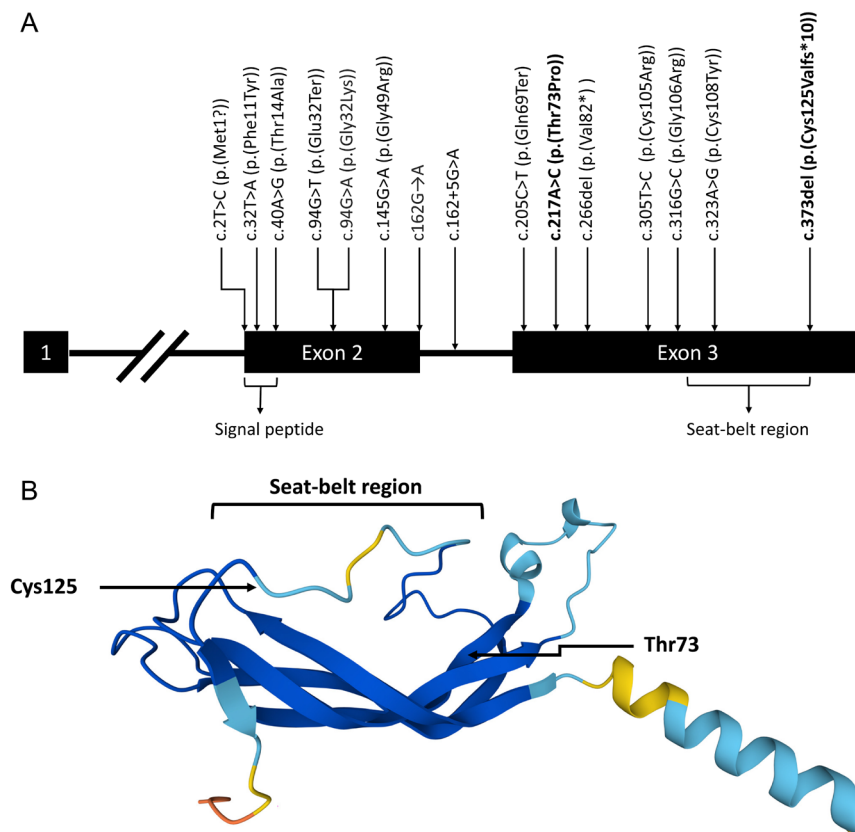 A
c.2T>C (p.(Met1?))
c.32T>A (p.(Phe11Tyr))
c.40A>G (p.(Thr14Ala))
c.94G>T (p.(Glu32Ter)
c.94G>A (p.(Gly32Lys))
c.145G>A (p.(Gly49Arg))
c162G→A
c.162+5G>A
c.205C>T (p.(Gln69Ter)
c.217A>C (p.(Thr73Pro))
c.266del (p.(Val82*) )
c.305T>C (p.(Cys105Arg))
c.316G>C (p.(Gly106Arg))
c.323A>G (p.(Cys108Tyr))
c.373del (p.(Cys125Valfs*10))
1
Exon 2
Exon 3
Signal peptide
Seat-belt region
B
Seat-belt region
Cys125
Thr73